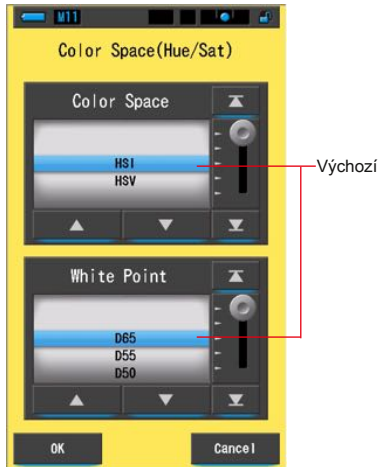 M11
Color Space(Hue/Sat)
Color Space
HSI
HSV
Výchozí
White Point
D65
D55
D50
OK
Cancel